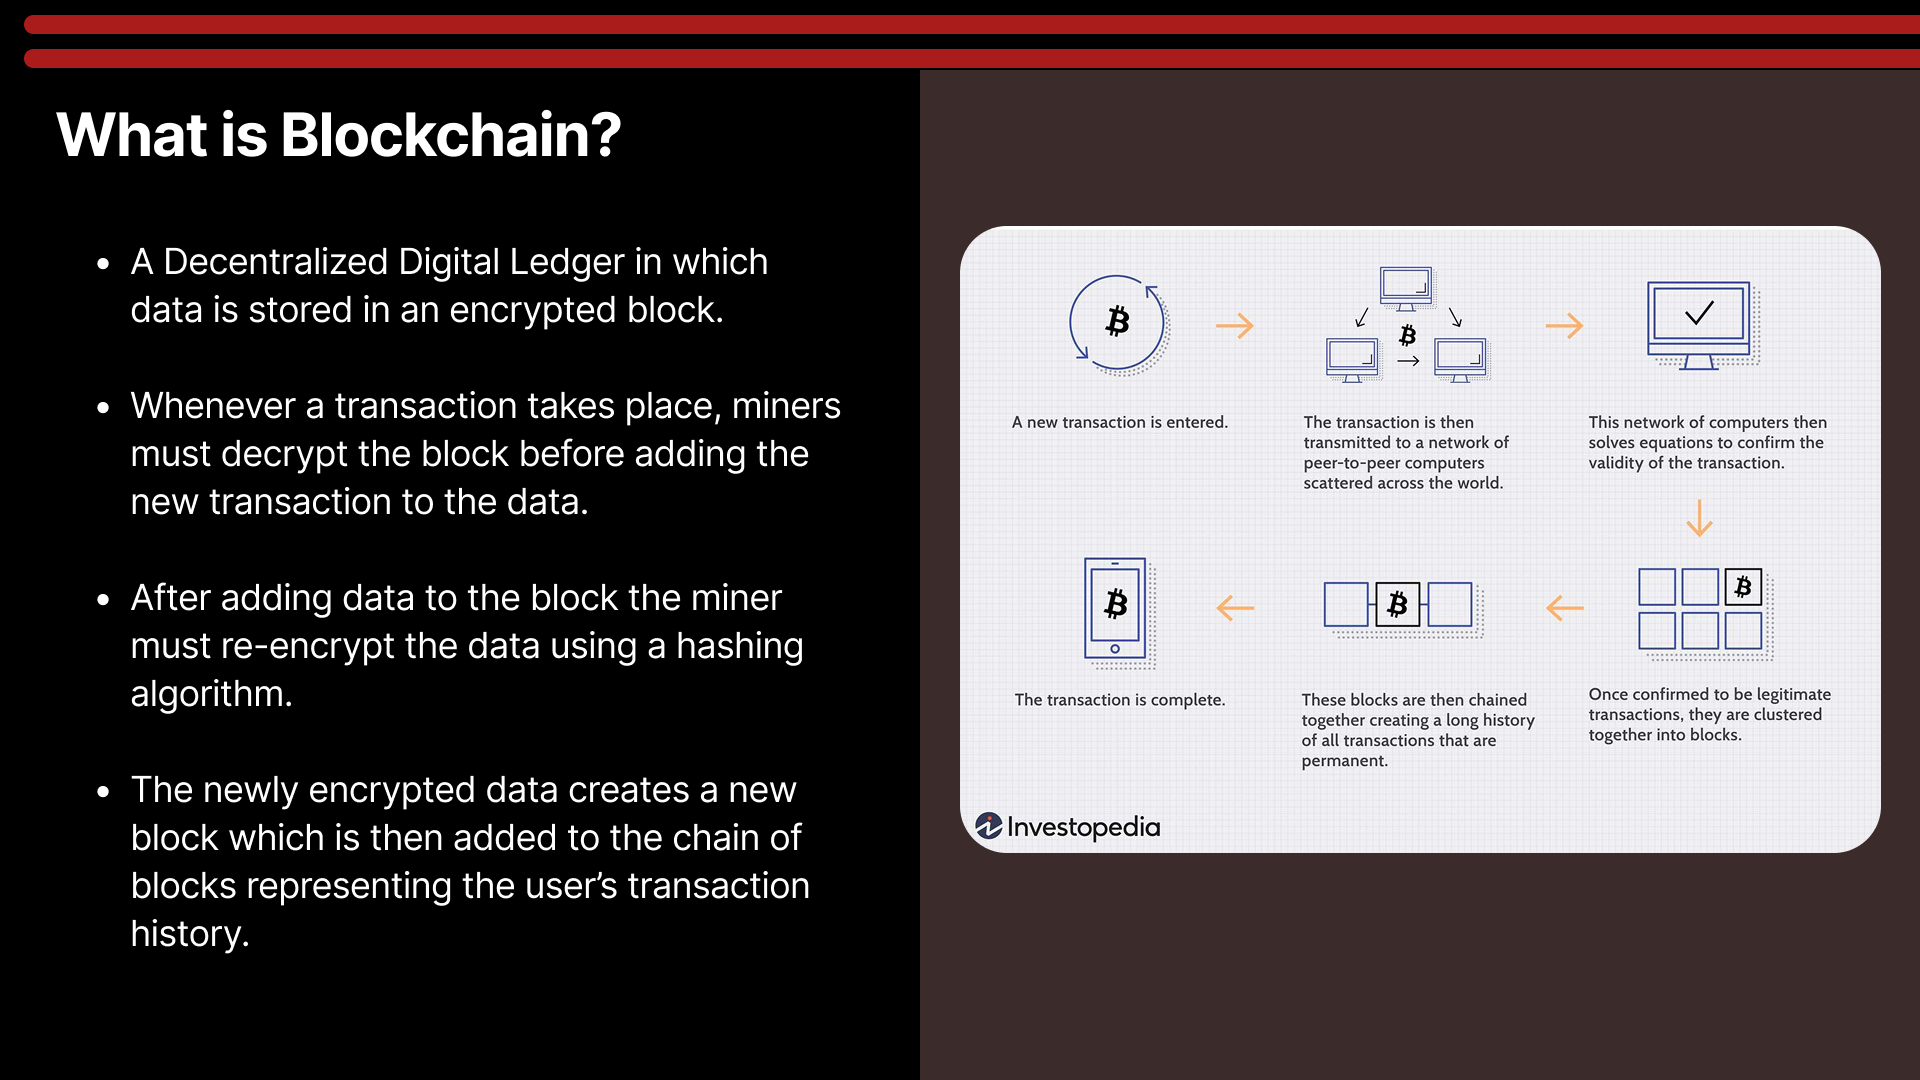 What is Blockchain?
• A Decentralized Digital Ledger in which
data is stored in an encrypted block.
• Whenever a transaction takes place, miners
must decrypt the block before adding the
new transaction to the data.
• After adding data to the block the miner
must re-encrypt the data using a hashing
algorithm.
• The newly encrypted data creates a new
block which is then added to the chain of
blocks representing the user’s transaction
history.
A new transaction is entered.
The transaction is then
transmitted to a network of
peer-to-peer computers
scattered across the world.
This network of computers then
solves equations to confirm the
validity of the transaction.
Once confirmed to be legitimate
transactions, they are clustered
together into blocks.
These blocks are then chained
together creating a long history
of all transactions that are
permanent.
The transaction is complete.
Investopedia